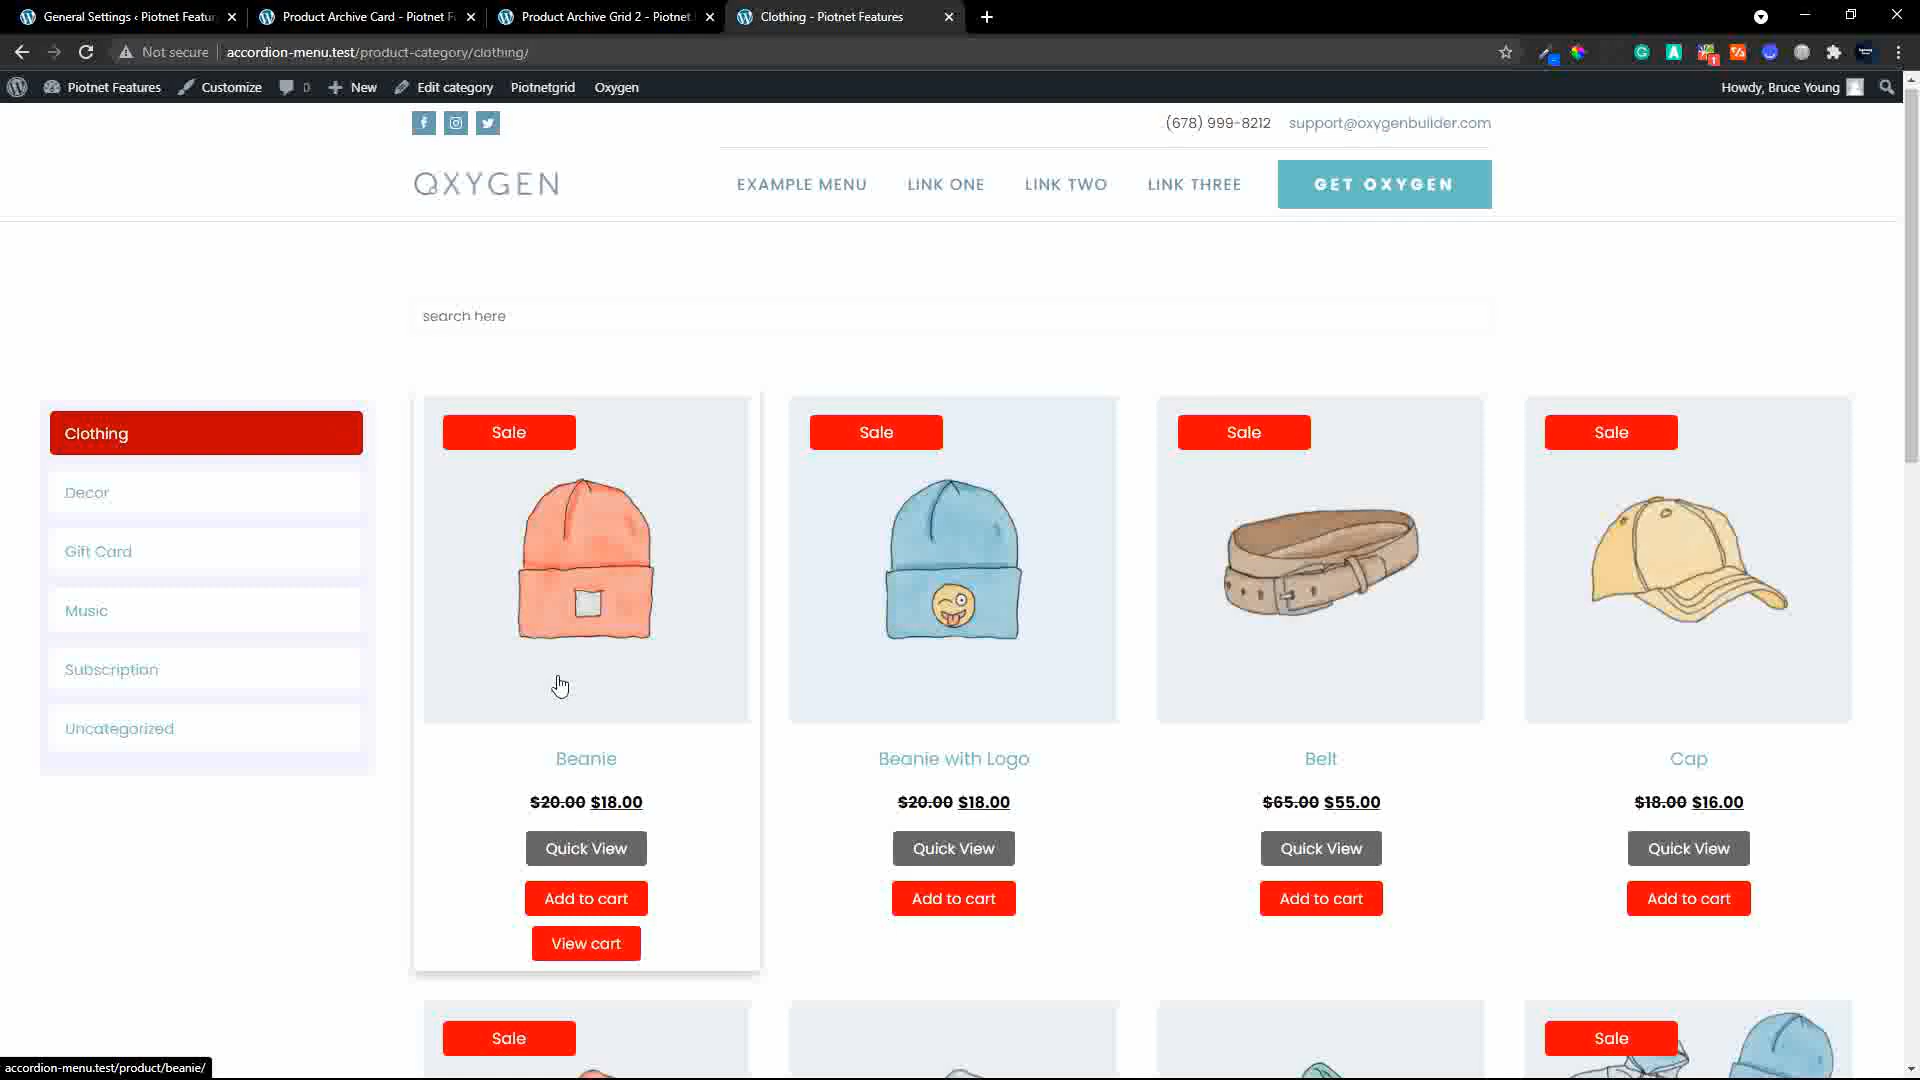 General Settings ‹ Piotnet Featur
Product Archive Card - Piotnet F
Product Archive Grid 2 - Piotnet
Clothing - Piotnet Features
Not secure
accordion-menu.test/product-category/clothing/
Piotnet Features
Customize
0
New
Edit category
Piotnetgrid
Oxygen
Howdy, Bruce Young
(678) 999-8212
support@oxygenbuilder.com
OXYGEN
EXAMPLE MENU
LINK ONE
LINK TWO
LINK THREE
GET OXYGEN
search here
Clothing
Decor
Gift Card
Music
Subscription
Uncategorized
Sale
Sale
Sale
Sale
Beanie
Beanie with Logo
Belt
Cap
$20.00 $18.00
$20.00 $18.00
$65.00 $55.00
$18.00 $16.00
Quick View
Quick View
Quick View
Quick View
Add to cart
Add to cart
Add to cart
Add to cart
View cart
Sale
Sale
accordion-menu.test/product/beanie/